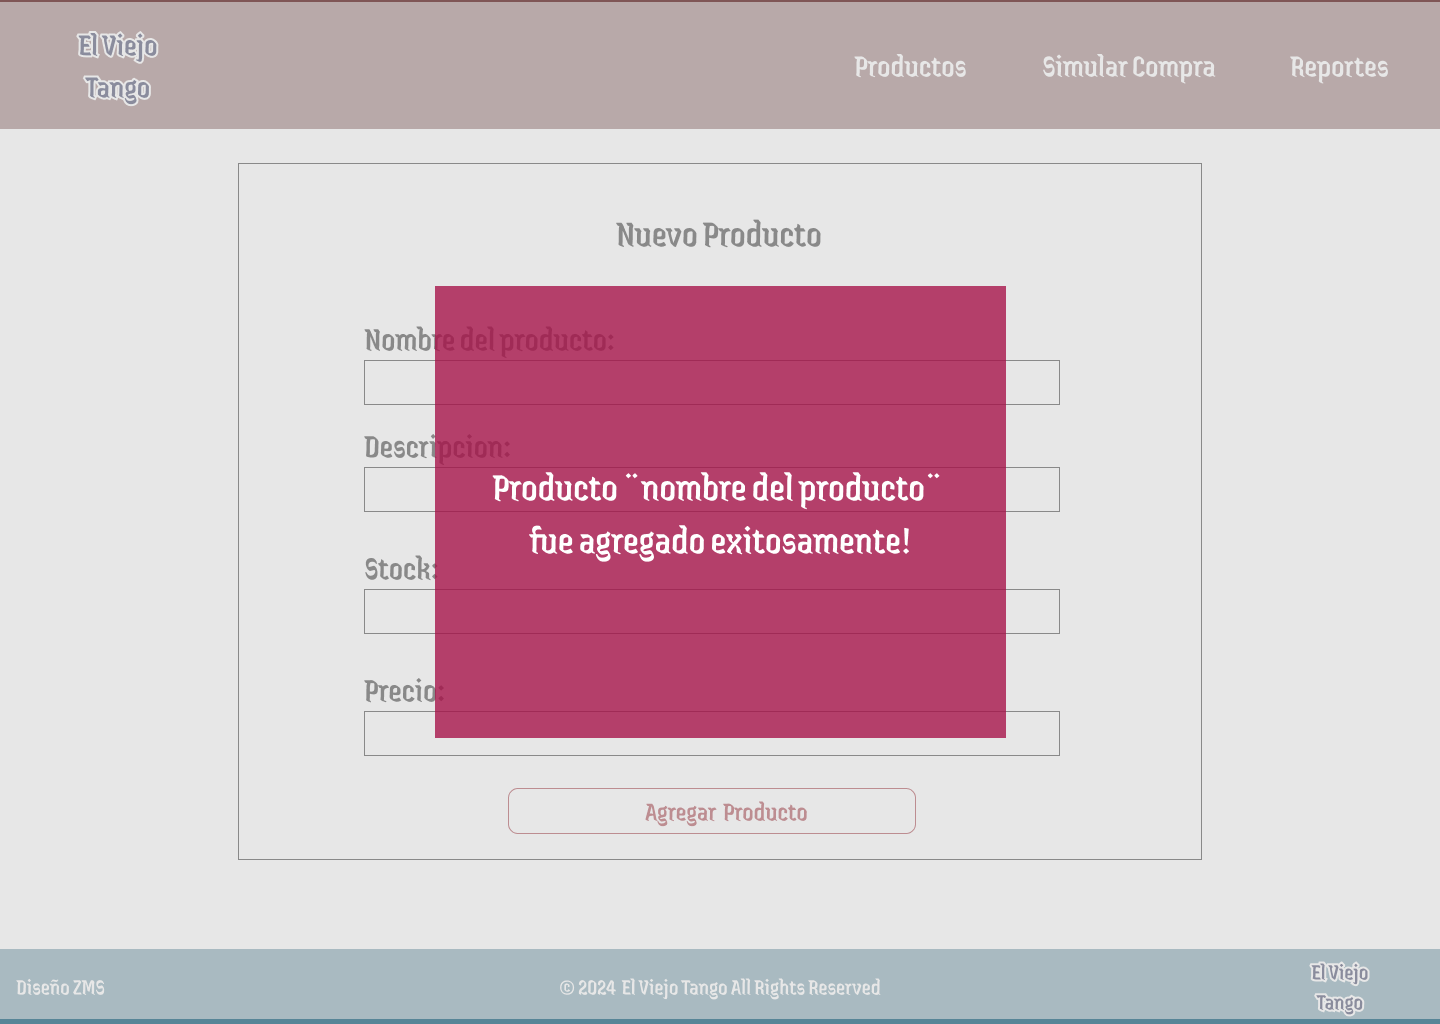 El Viejo
Tango
Productos
Simular Compra
Reportes
Nuevo Producto
Nombre del producto:
Descripcion:
Producto ¨nombre del producto¨
fue agregado exitosamente!
Stock:
Precio:
Agregar Producto
Diseño ZMS
© 2024 El Viejo Tango All Rights Reserved
El Viejo
Tango